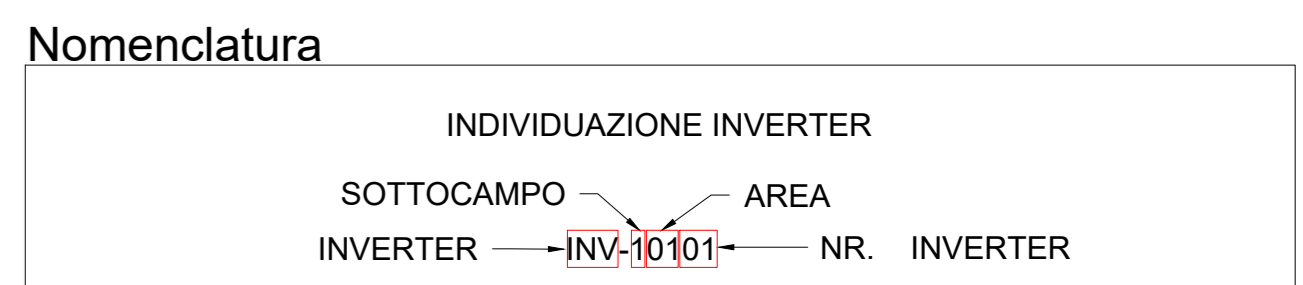 Nomenclatura
INDIVIDUAZIONE INVERTER
SOTTOCAMPO AREA
INVERTER INV-10101 NR. INVERTER